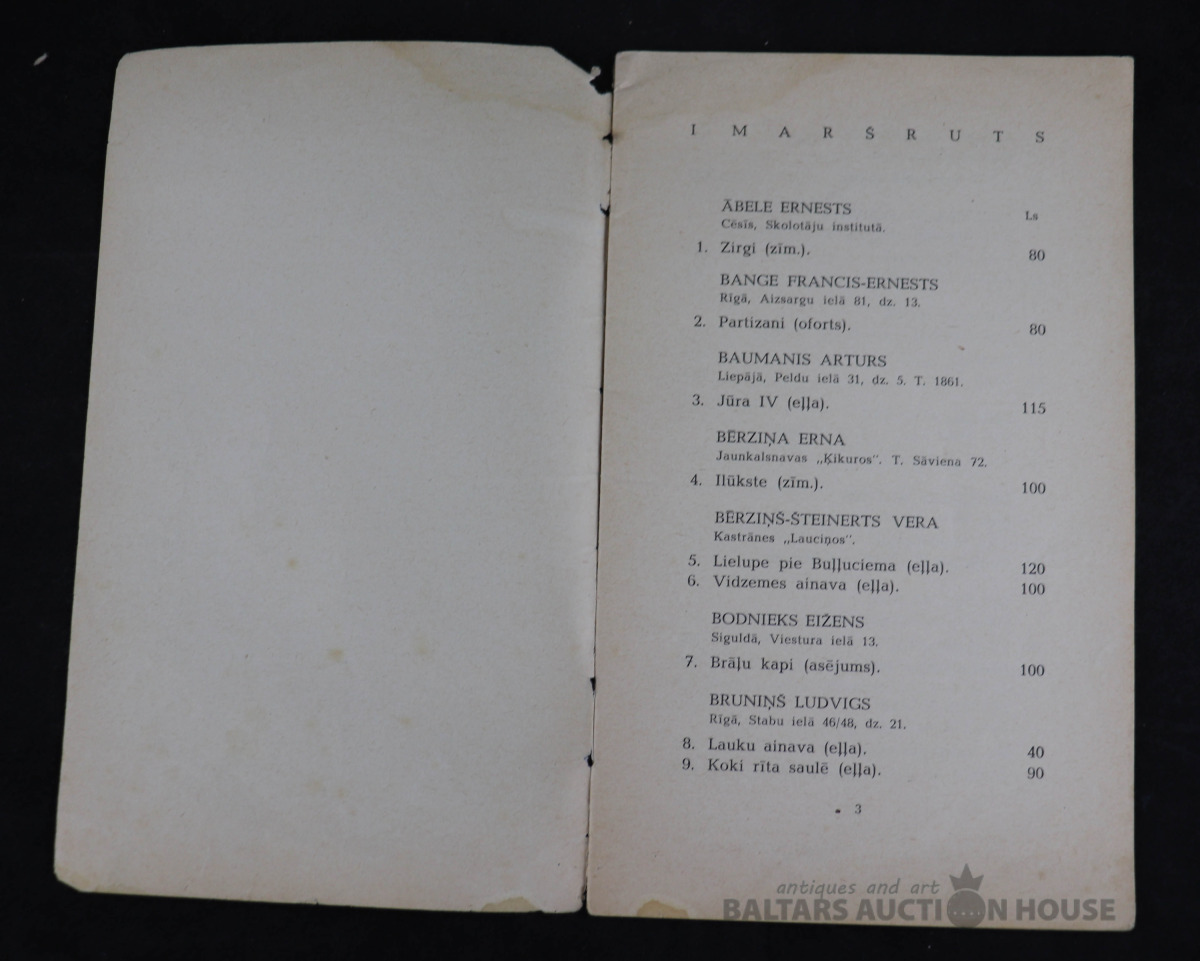 I MARŠRUTS
ĀBELE ERNESTS Ls
Cēsīs, Skolotāju institutā.
1. Zirgi (zīm.). 80
BANGE FRANCIS-ERNESTS
Rīgā, Aizsargu ielā 81, dz. 13.
2. Partizani (oforts). 80
BAUMANIS ARTURS
Liepājā, Peldu ielā 31, dz. 5. T. 1861.
3. Jūra IV (eļļa). 115
BĒRZIŅA ERNA
Jaunkalsnavas „Ķikuros". T. Sāviena 72.
4. Ilūkste (zīm.). 100
BĒRZIŅŠ-ŠTEINERTS VERA
Kastrānes „Lauciņos".
5. Lielupe pie Buļļuciema (eļļa). 120
6. Vidzemes ainava (eļļa). 100
BODNIEKS EIŽENS
Siguldā, Viestura ielā 13.
7. Brāļu kapi (asējums). 100
BRUNIŅŠ LUDVIGS
Rīgā, Stabu ielā 46/48, dz. 21.
8. Lauku ainava (eļļa). 40
9. Koki rīta saulē (eļļa). 90
3
antiques and art
BALTARS AUCTION HOUSE